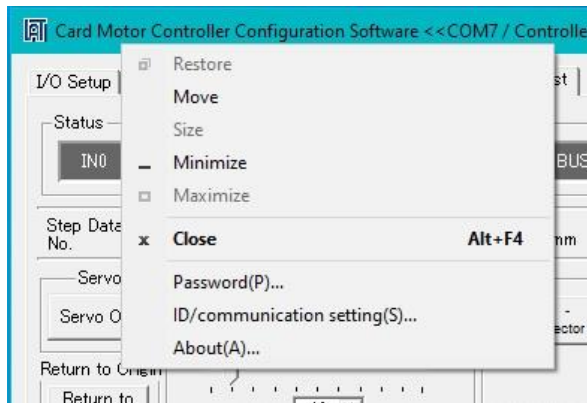 Card Motor Controller Configuration Software <<COM7 / Controlle
I/O Setup
st
Restore
Move
Size
Minimize
Maximize
Close Alt+F4
Password(P)...
ID/communication setting(S)...
About(A)...
Status
IN0
BUS
Step Data
No.
mm
Servo
Servo O
ector
Return to Origin
Return to